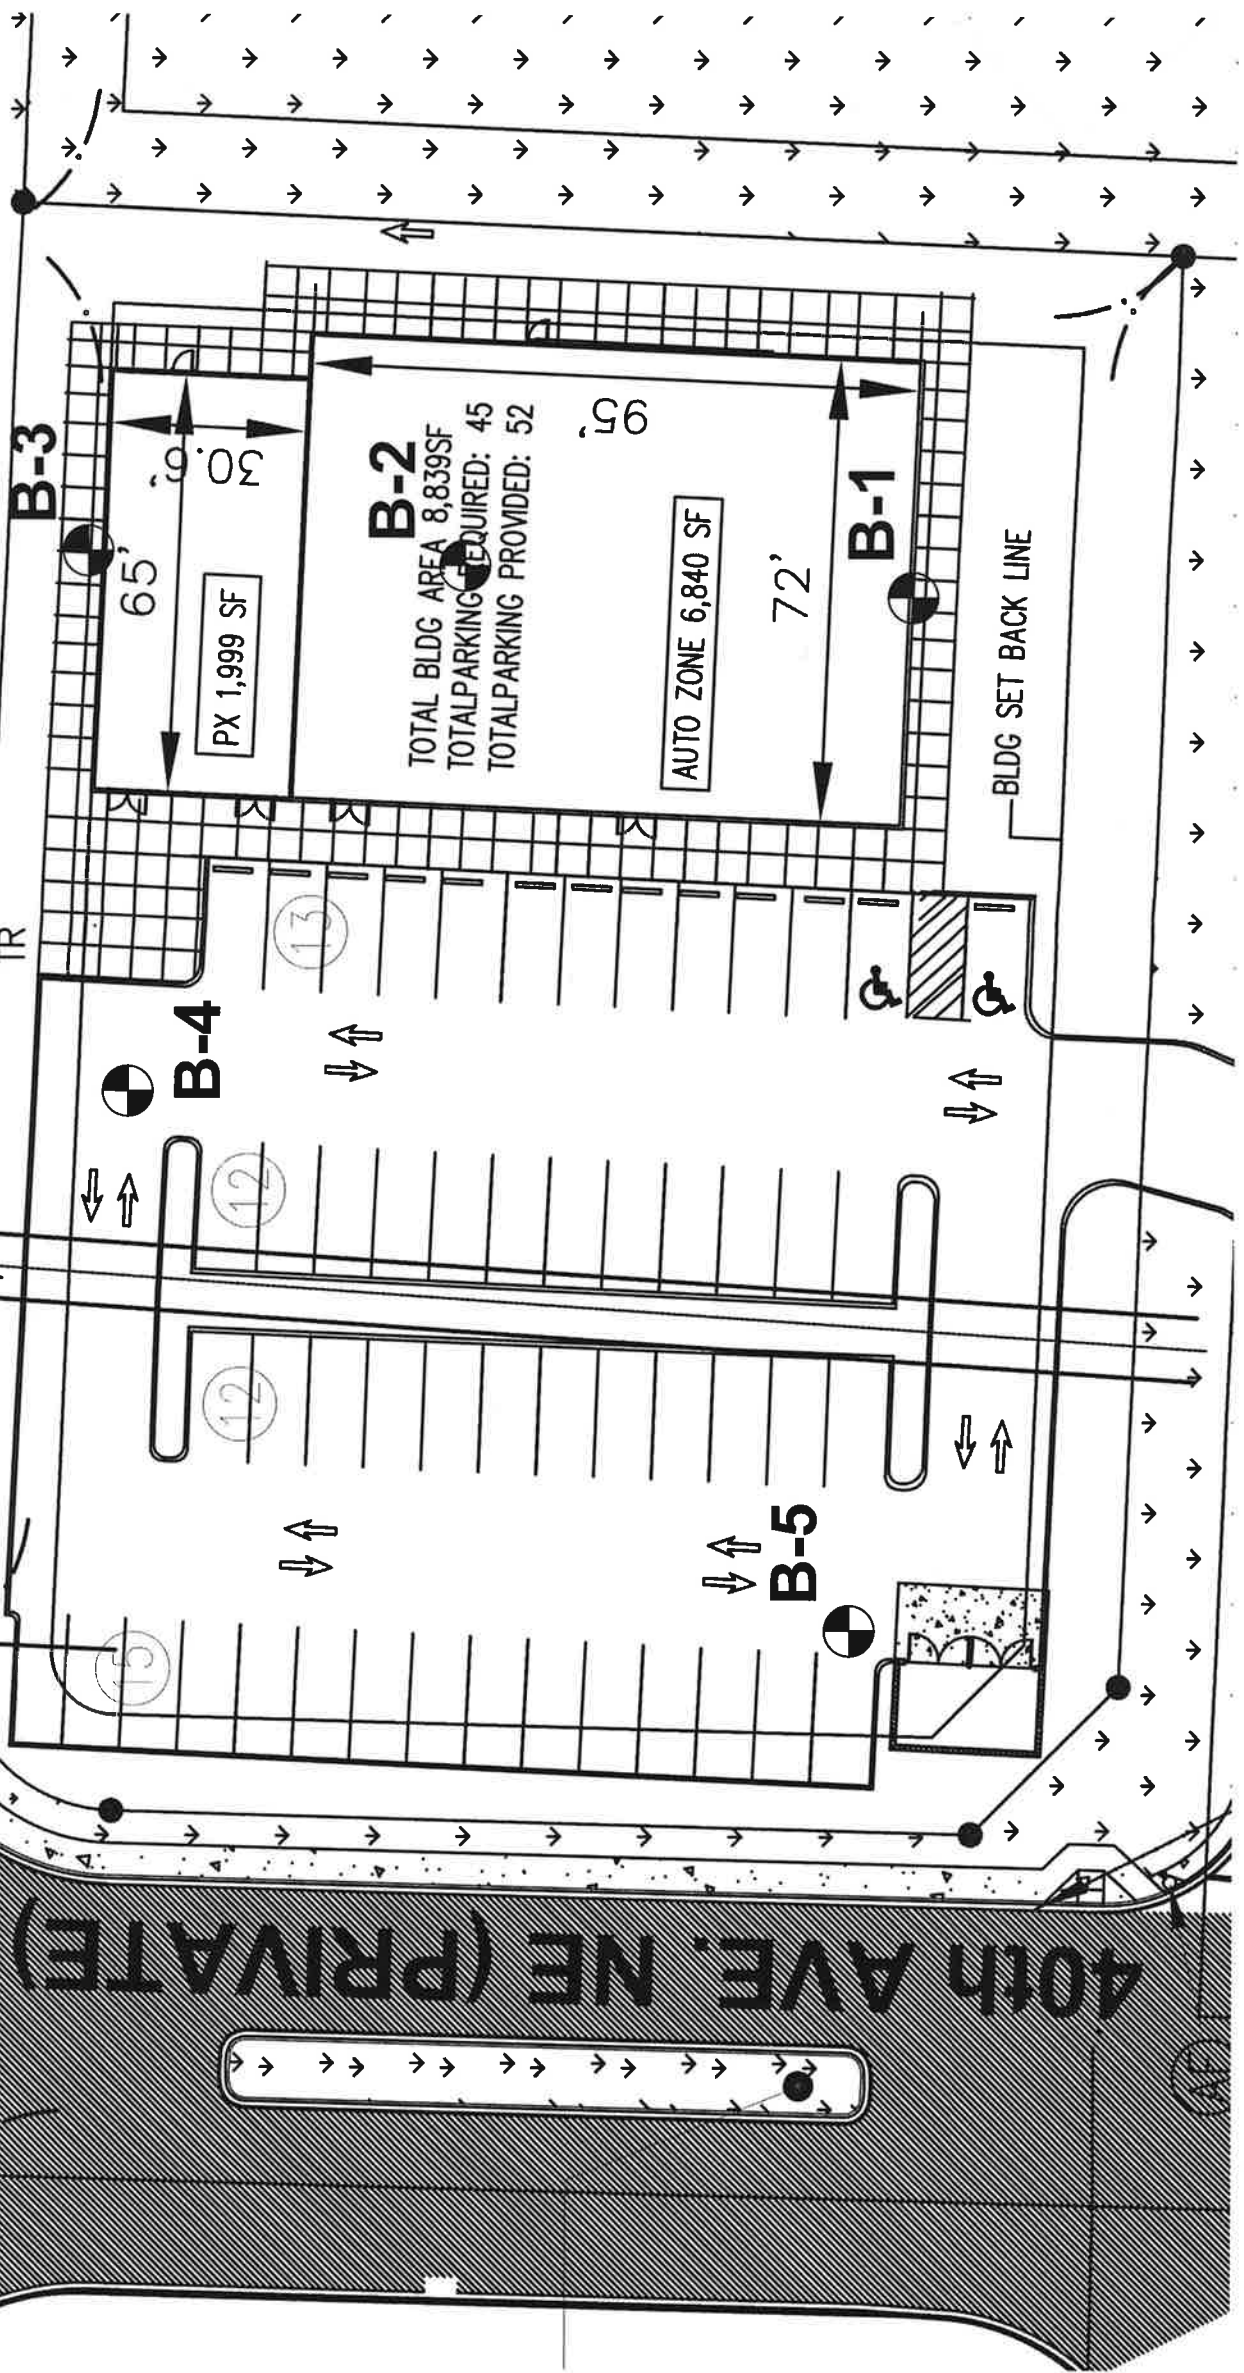 B-3
65'
30.6'
PX 1,999 SF
B-2
TOTAL BLDG AREA 8,839SF
TOTALPARKING REQUIRED: 45
TOTALPARKING PROVIDED: 52
95'
AUTO ZONE 6,840 SF
72'
B-1
BLDG SET BACK LINE
TR
B-4
13
12
12
B-5
15
40th AVE. NE (PRIVATE)